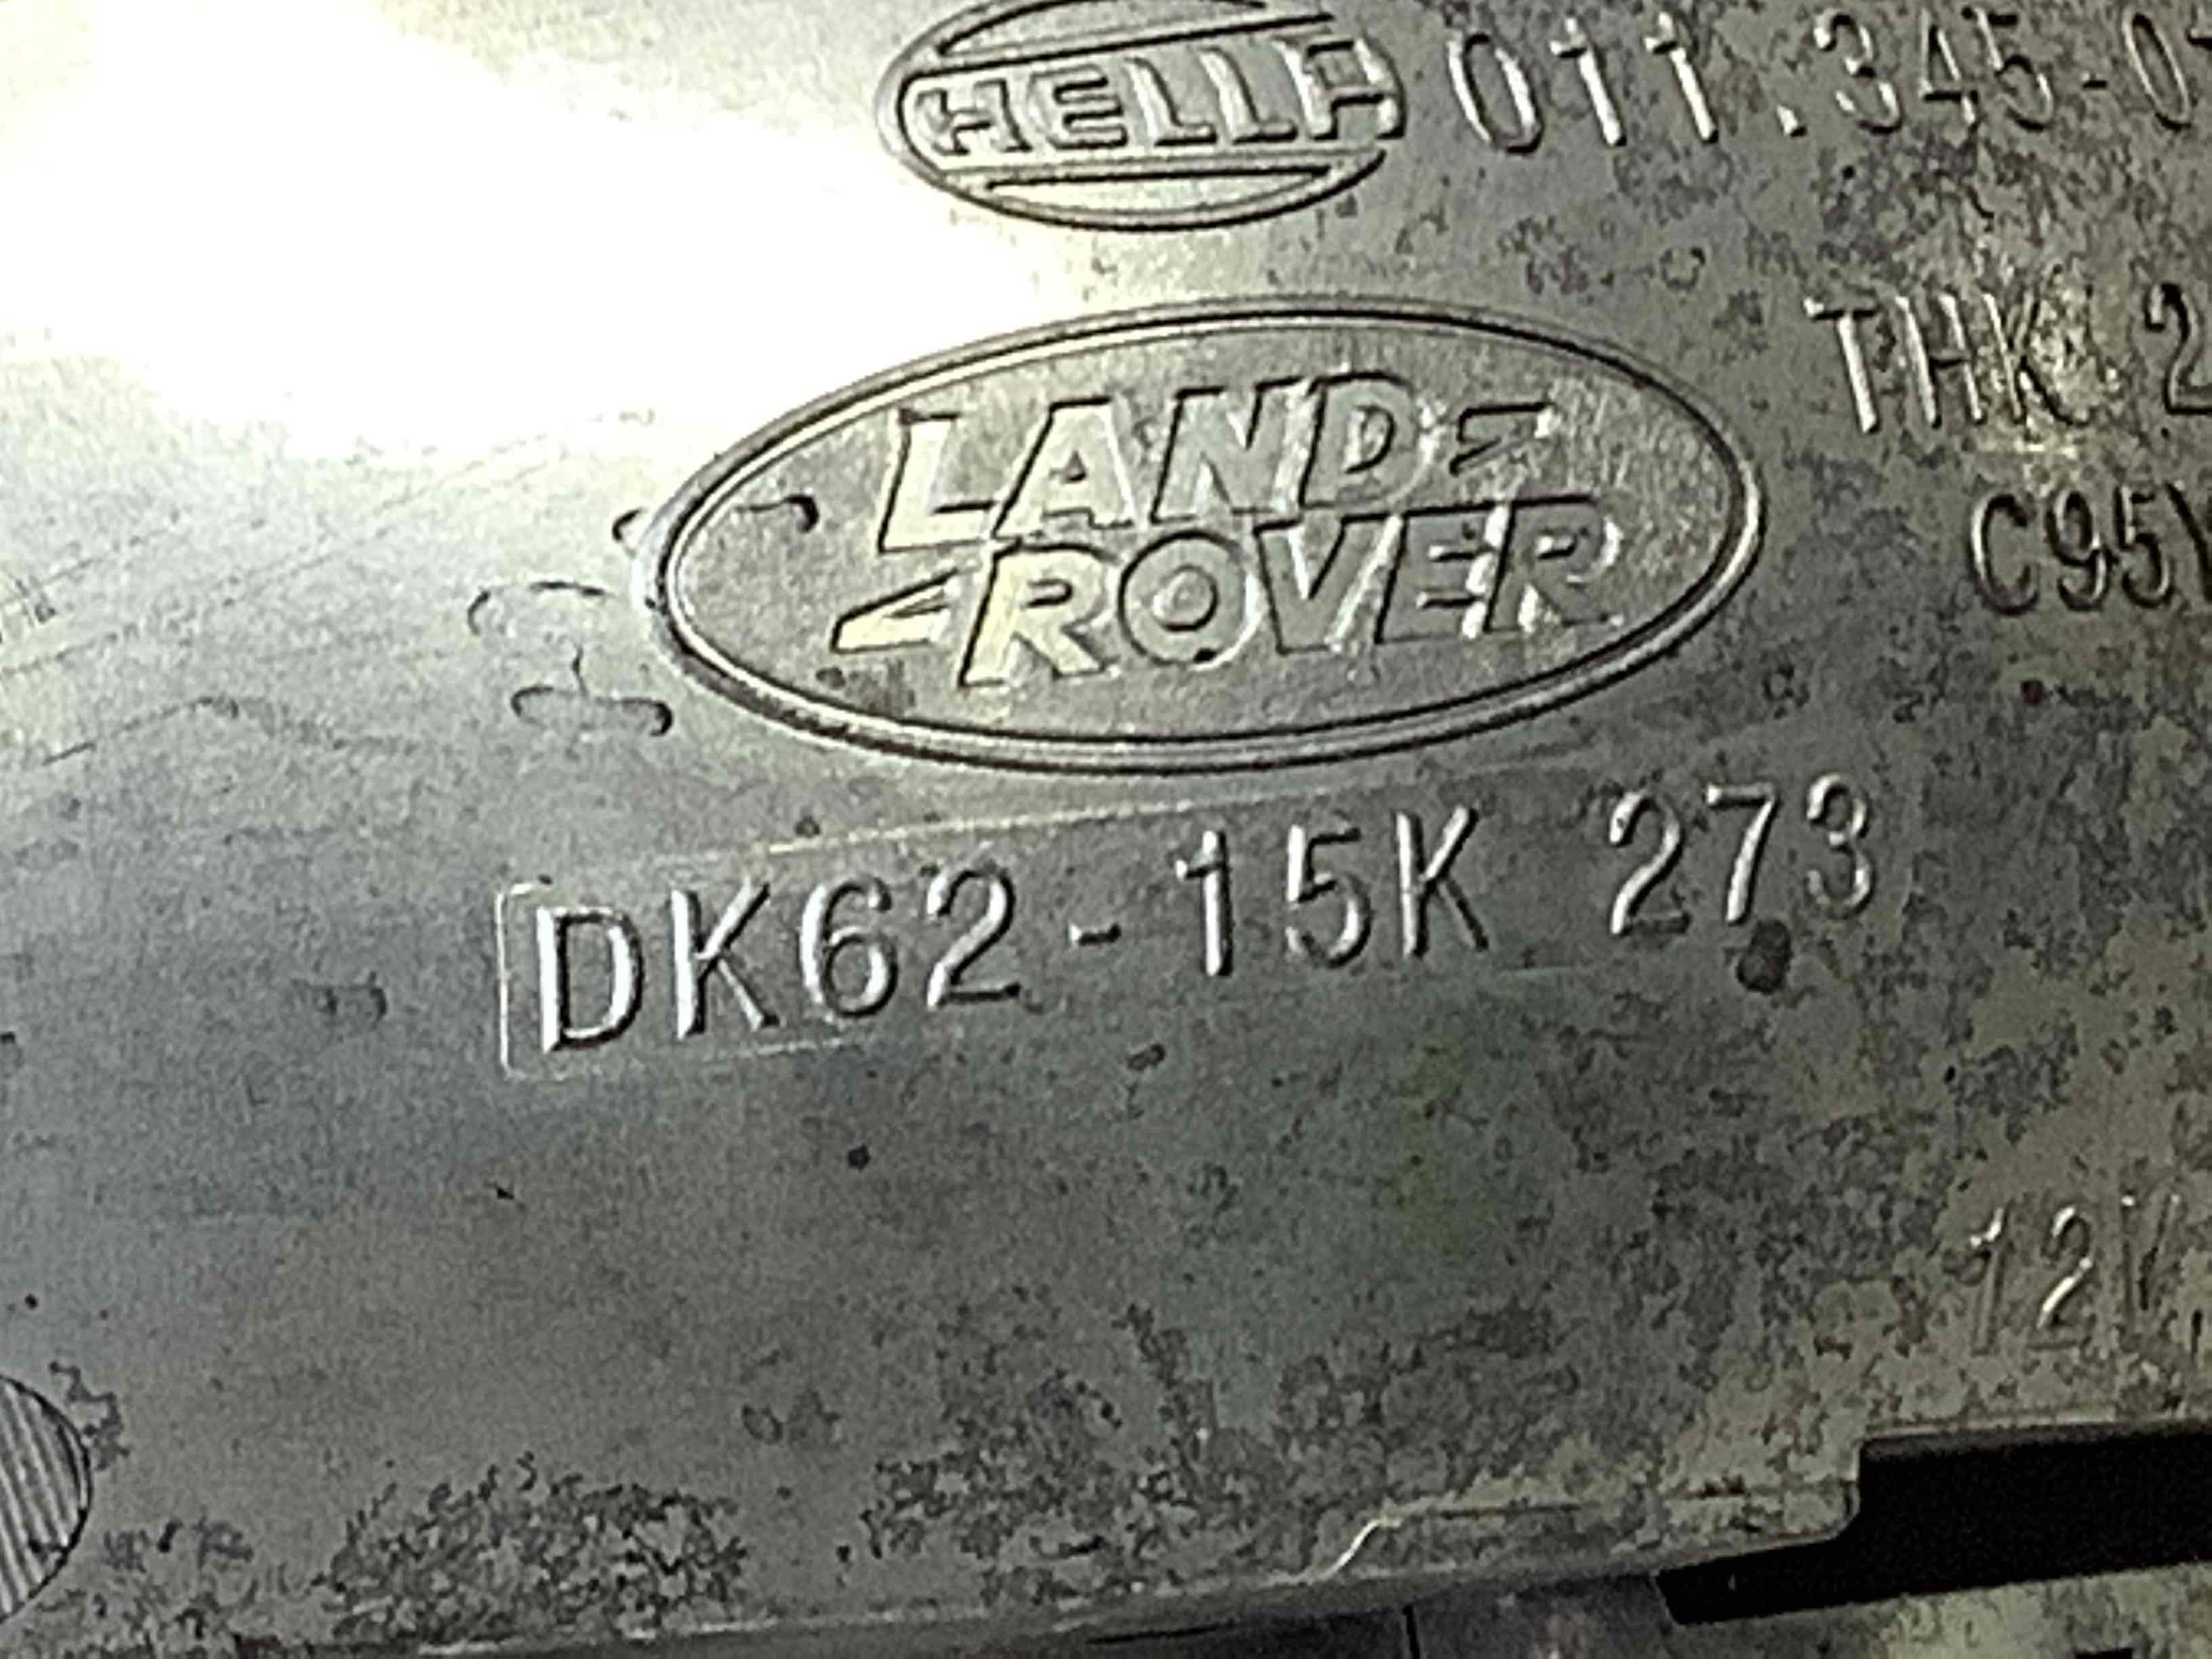 HELLA 011.345-0
THK 2
LAND
ROVER
C95
DK62-15K 273
12V